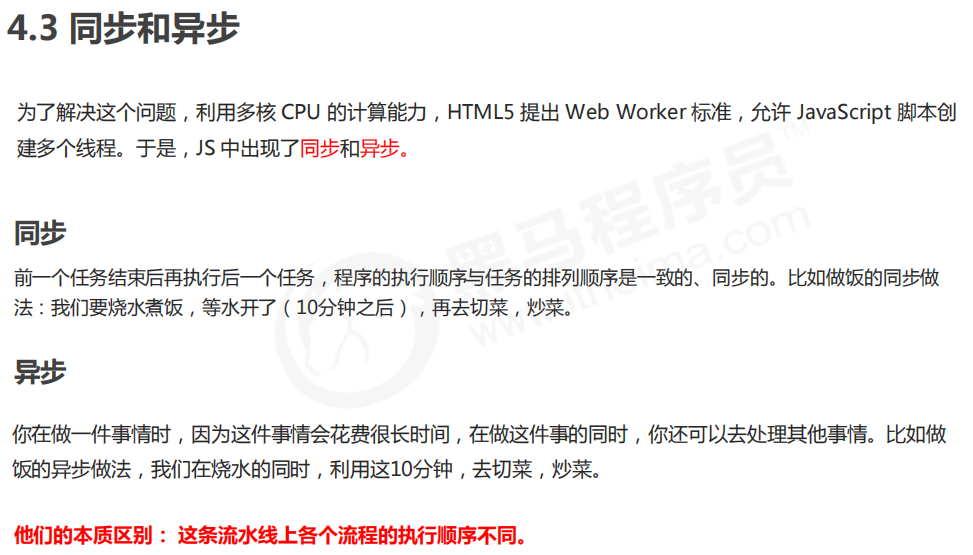 4.3 同步和异步
为了解决这个问题，利用多核 CPU 的计算能力，HTML5 提出 Web Worker 标准，允许 JavaScript 脚本创
建多个线程。于是，JS 中出现了同步和异步。
同步
前一个任务结束后再执行后一个任务，程序的执行顺序与任务的排列顺序是一致的、同步的。比如做饭的同步做
法：我们要烧水煮饭，等水开了（10分钟之后），再去切菜，炒菜。
异步
你在做一件事情时，因为这件事情会花费很长时间，在做这件事的同时，你还可以去处理其他事情。比如做
饭的异步做法，我们在烧水的同时，利用这10分钟，去切菜，炒菜。
他们的本质区别： 这条流水线上各个流程的执行顺序不同。
黑马程序员™
www.itheima.com